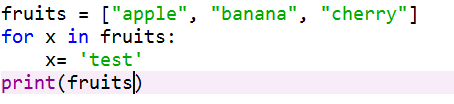 fruits = ["apple", "banana", "cherry"]
for x in fruits:
    x= 'test'
print(fruits)